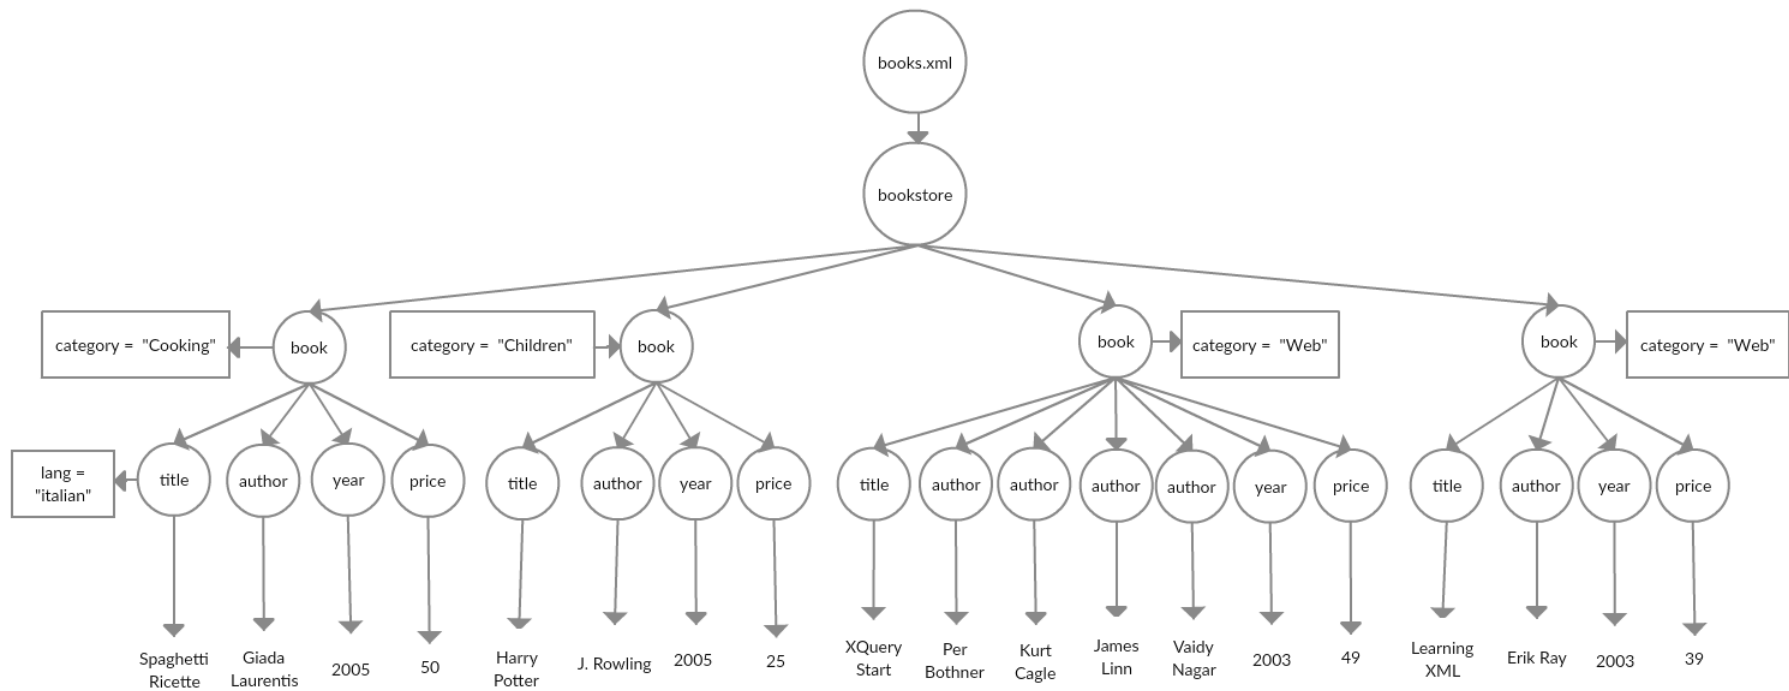 books.xml
bookstore
category = "Cooking"
book
category = "Children"
book
book
category = "Web"
book
category = "Web"
lang =
"italian"
title
author
year
price
title
author
year
price
title
author
author
author
author
year
price
title
author
year
price
Spaghetti
Ricette
Giada
Laurentis
2005
50
Harry
Potter
J. Rowling
2005
25
XQuery
Start
Per
Bothner
Kurt
Cagle
James
Linn
Vaidy
Nagar
2003
49
Learning
XML
Erik Ray
2003
39